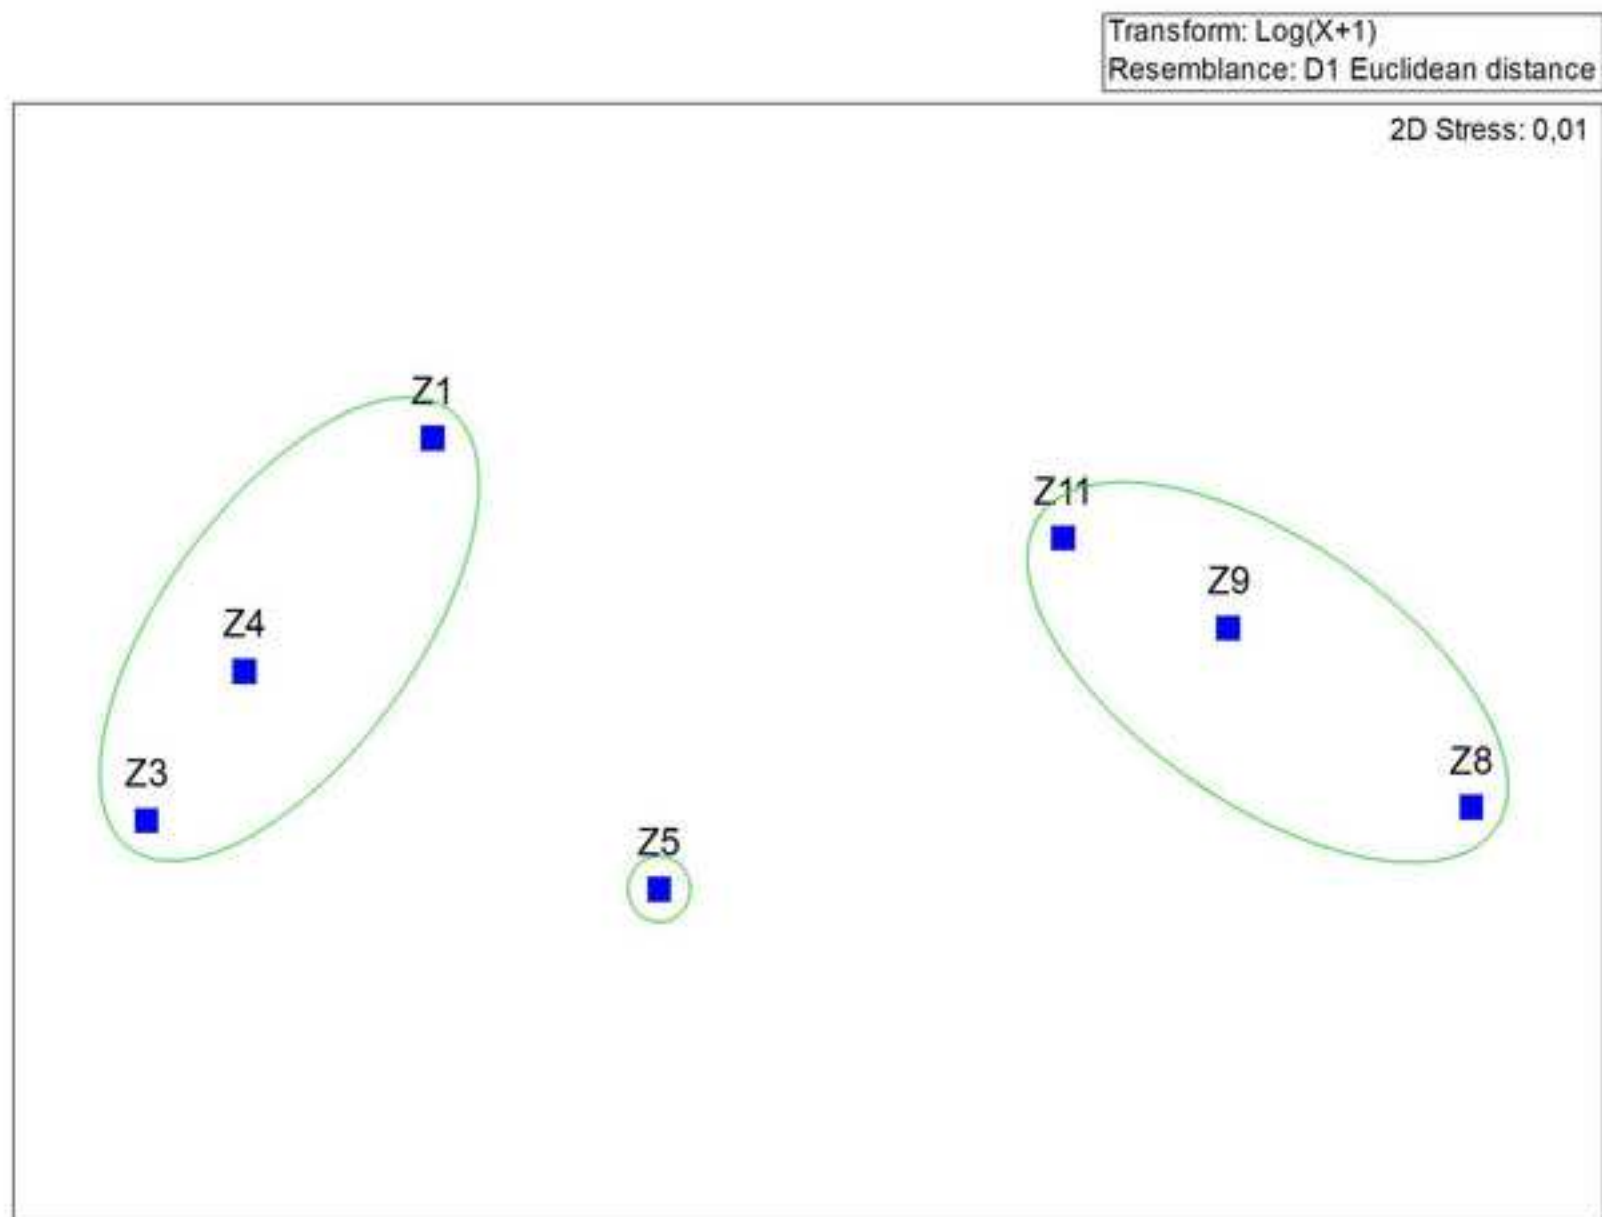 Transform: Log(X+1)
Resemblance: D1 Euclidean distance
2D Stress: 0,01
Z1
Z11
Z9
Z4
Z3
Z8
Z5